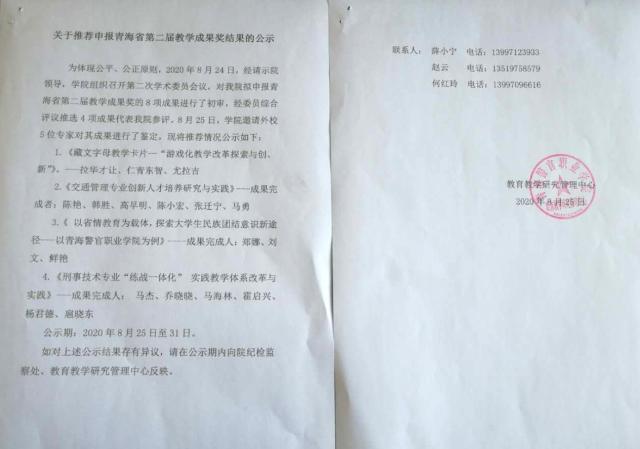 关于推荐申报青海省第二届教学成果奖结果的公示
为体现公平、公正原则，2020年8月24日，经请示院
领导，学院组织召开第二次学术委员会议，对我院拟申报青
海省第二届教学成果奖的8项成果进行了初审，经委员综合
评议推选4项成果代表我院参评。8月25日，学院邀请外校
5位专家对其成果进行了鉴定，现将推荐情况公示如下：
1.《藏文字母教学卡片—“游戏化教学改革探索与创
新”》、---拉华才让、仁青东智、尤拉吉
2.《交通管理专业创新人才培养研究与实践》---成果完
成者：陈艳、韩胜、高早明、陈小宏、张迁宁、马勇
3.《 以省情教育为载体，探索大学生民族团结意识新途
径---以青海警官职业学院为例》----成果完成人：郑娜、刘
文、鲜艳
4.《刑事技术专业“练战一体化” 实践教学体系改革与
实践》---成果完成人： 马杰、乔晓晓、马海林、霍启兴、
杨君德、扈晓东
公示期：2020年8月25日至31日。
如对上述公示结果存有异议，请在公示期内向院纪检监
察处、教育教学研究管理中心反映。
联系人： 薛小宁 电话：13997123933
赵云 电话：13519758579
何红玲 电话：13997096616
教育教学研究管理中心
2020年8月25日